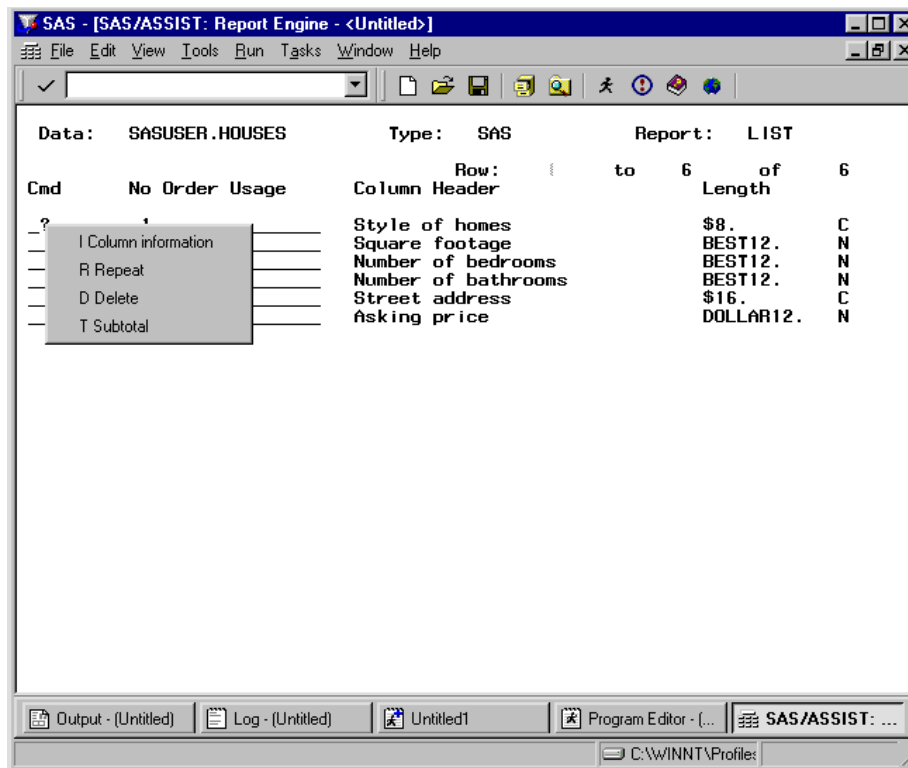 SAS - [SAS/ASSIST: Report Engine - <Untitled>]
File Edit View Tools Run Tasks Window Help
Data: SASUSER.HOUSES Type: SAS Report: LIST
Row: to 6 of 6
Cmd No Order Usage Column Header Length
? 1 Style of homes $8. C
Square footage BEST12. N
Number of bedrooms BEST12. N
Number of bathrooms BEST12. N
Street address $16. C
Asking price DOLLAR12. N
I Column information
R Repeat
D Delete
T Subtotal
Output - (Untitled) Log - (Untitled) Untitled1 Program Editor - (... SAS/ASSIST: ...
C:\WINNT\Profiles